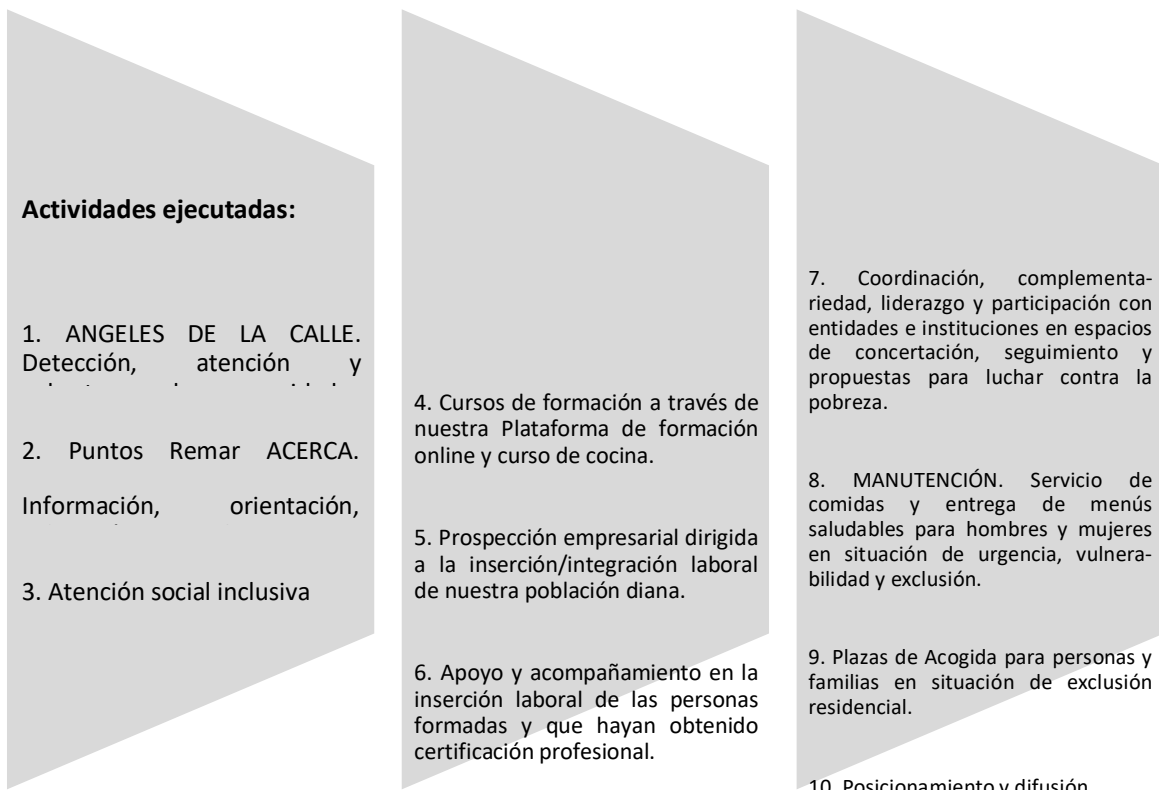 Actividades ejecutadas:
1. ANGELES DE LA CALLE.
Detección, atención y
2. Puntos Remar ACERCA.
Información, orientación,
3. Atención social inclusiva
4. Cursos de formación a través de
nuestra Plataforma de formación
online y curso de cocina.
5. Prospección empresarial dirigida
a la inserción/integración laboral
de nuestra población diana.
6. Apoyo y acompañamiento en la
inserción laboral de las personas
formadas y que hayan obtenido
certificación profesional.
7. Coordinación, complementa-
riedad, liderazgo y participación con
entidades e instituciones en espacios
de concertación, seguimiento y
propuestas para luchar contra la
pobreza.
8. MANUTENCIÓN. Servicio de
comidas y entrega de menús
saludables para hombres y mujeres
en situación de urgencia, vulnera-
bilidad y exclusión.
9. Plazas de Acogida para personas y
familias en situación de exclusión
residencial.
10. Posicionamiento y difusión